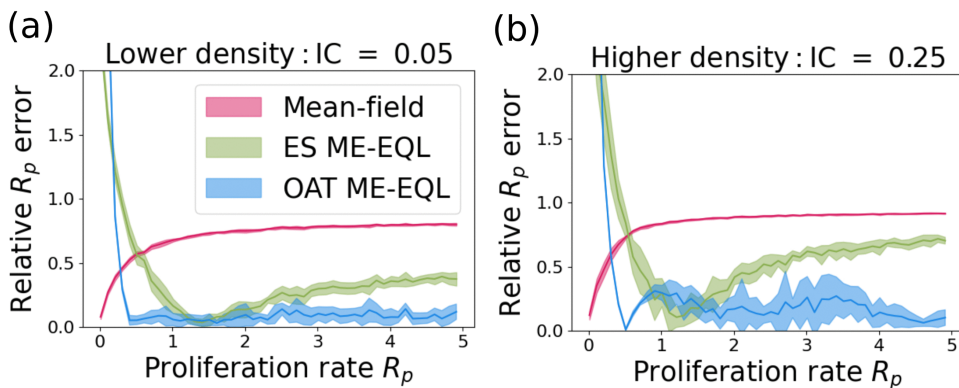 (a)
Lower density : IC = 0.05
Relative R_p error
2.0
1.5
1.0
0.5
0.0
Mean-field
ES ME-EQL
OAT ME-EQL
0 1 2 3 4 5
Proliferation rate R_p
(b)
Higher density : IC = 0.25
Relative R_p error
2.0
1.5
1.0
0.5
0.0
0 1 2 3 4 5
Proliferation rate R_p